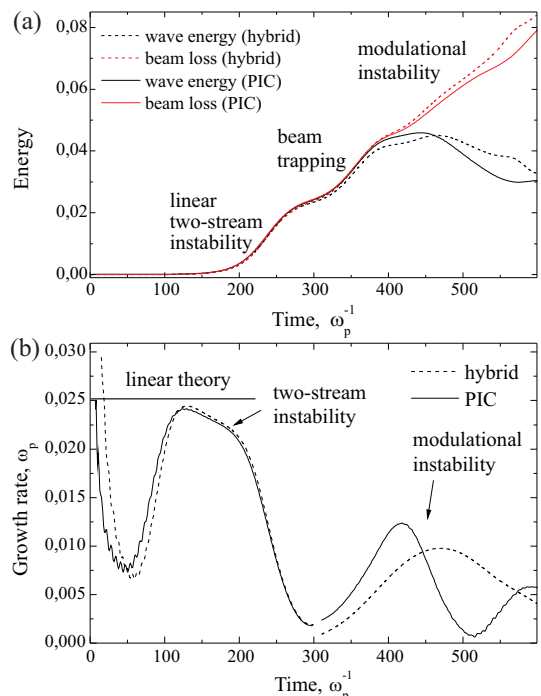 (a)
wave energy (hybrid)
beam loss (hybrid)
wave energy (PIC)
beam loss (PIC)
modulational
instability
beam
trapping
linear
two-stream
instability
Energy
0,08
0,06
0,04
0,02
0,00
0
100
200
300
400
500
Time, ω_p^-1
(b)
0,030
0,025
0,020
0,015
0,010
0,005
0,000
Growth rate, ω_p
linear theory
two-stream
instability
hybrid
PIC
modulational
instability
0
100
200
300
400
500
Time, ω_p^-1